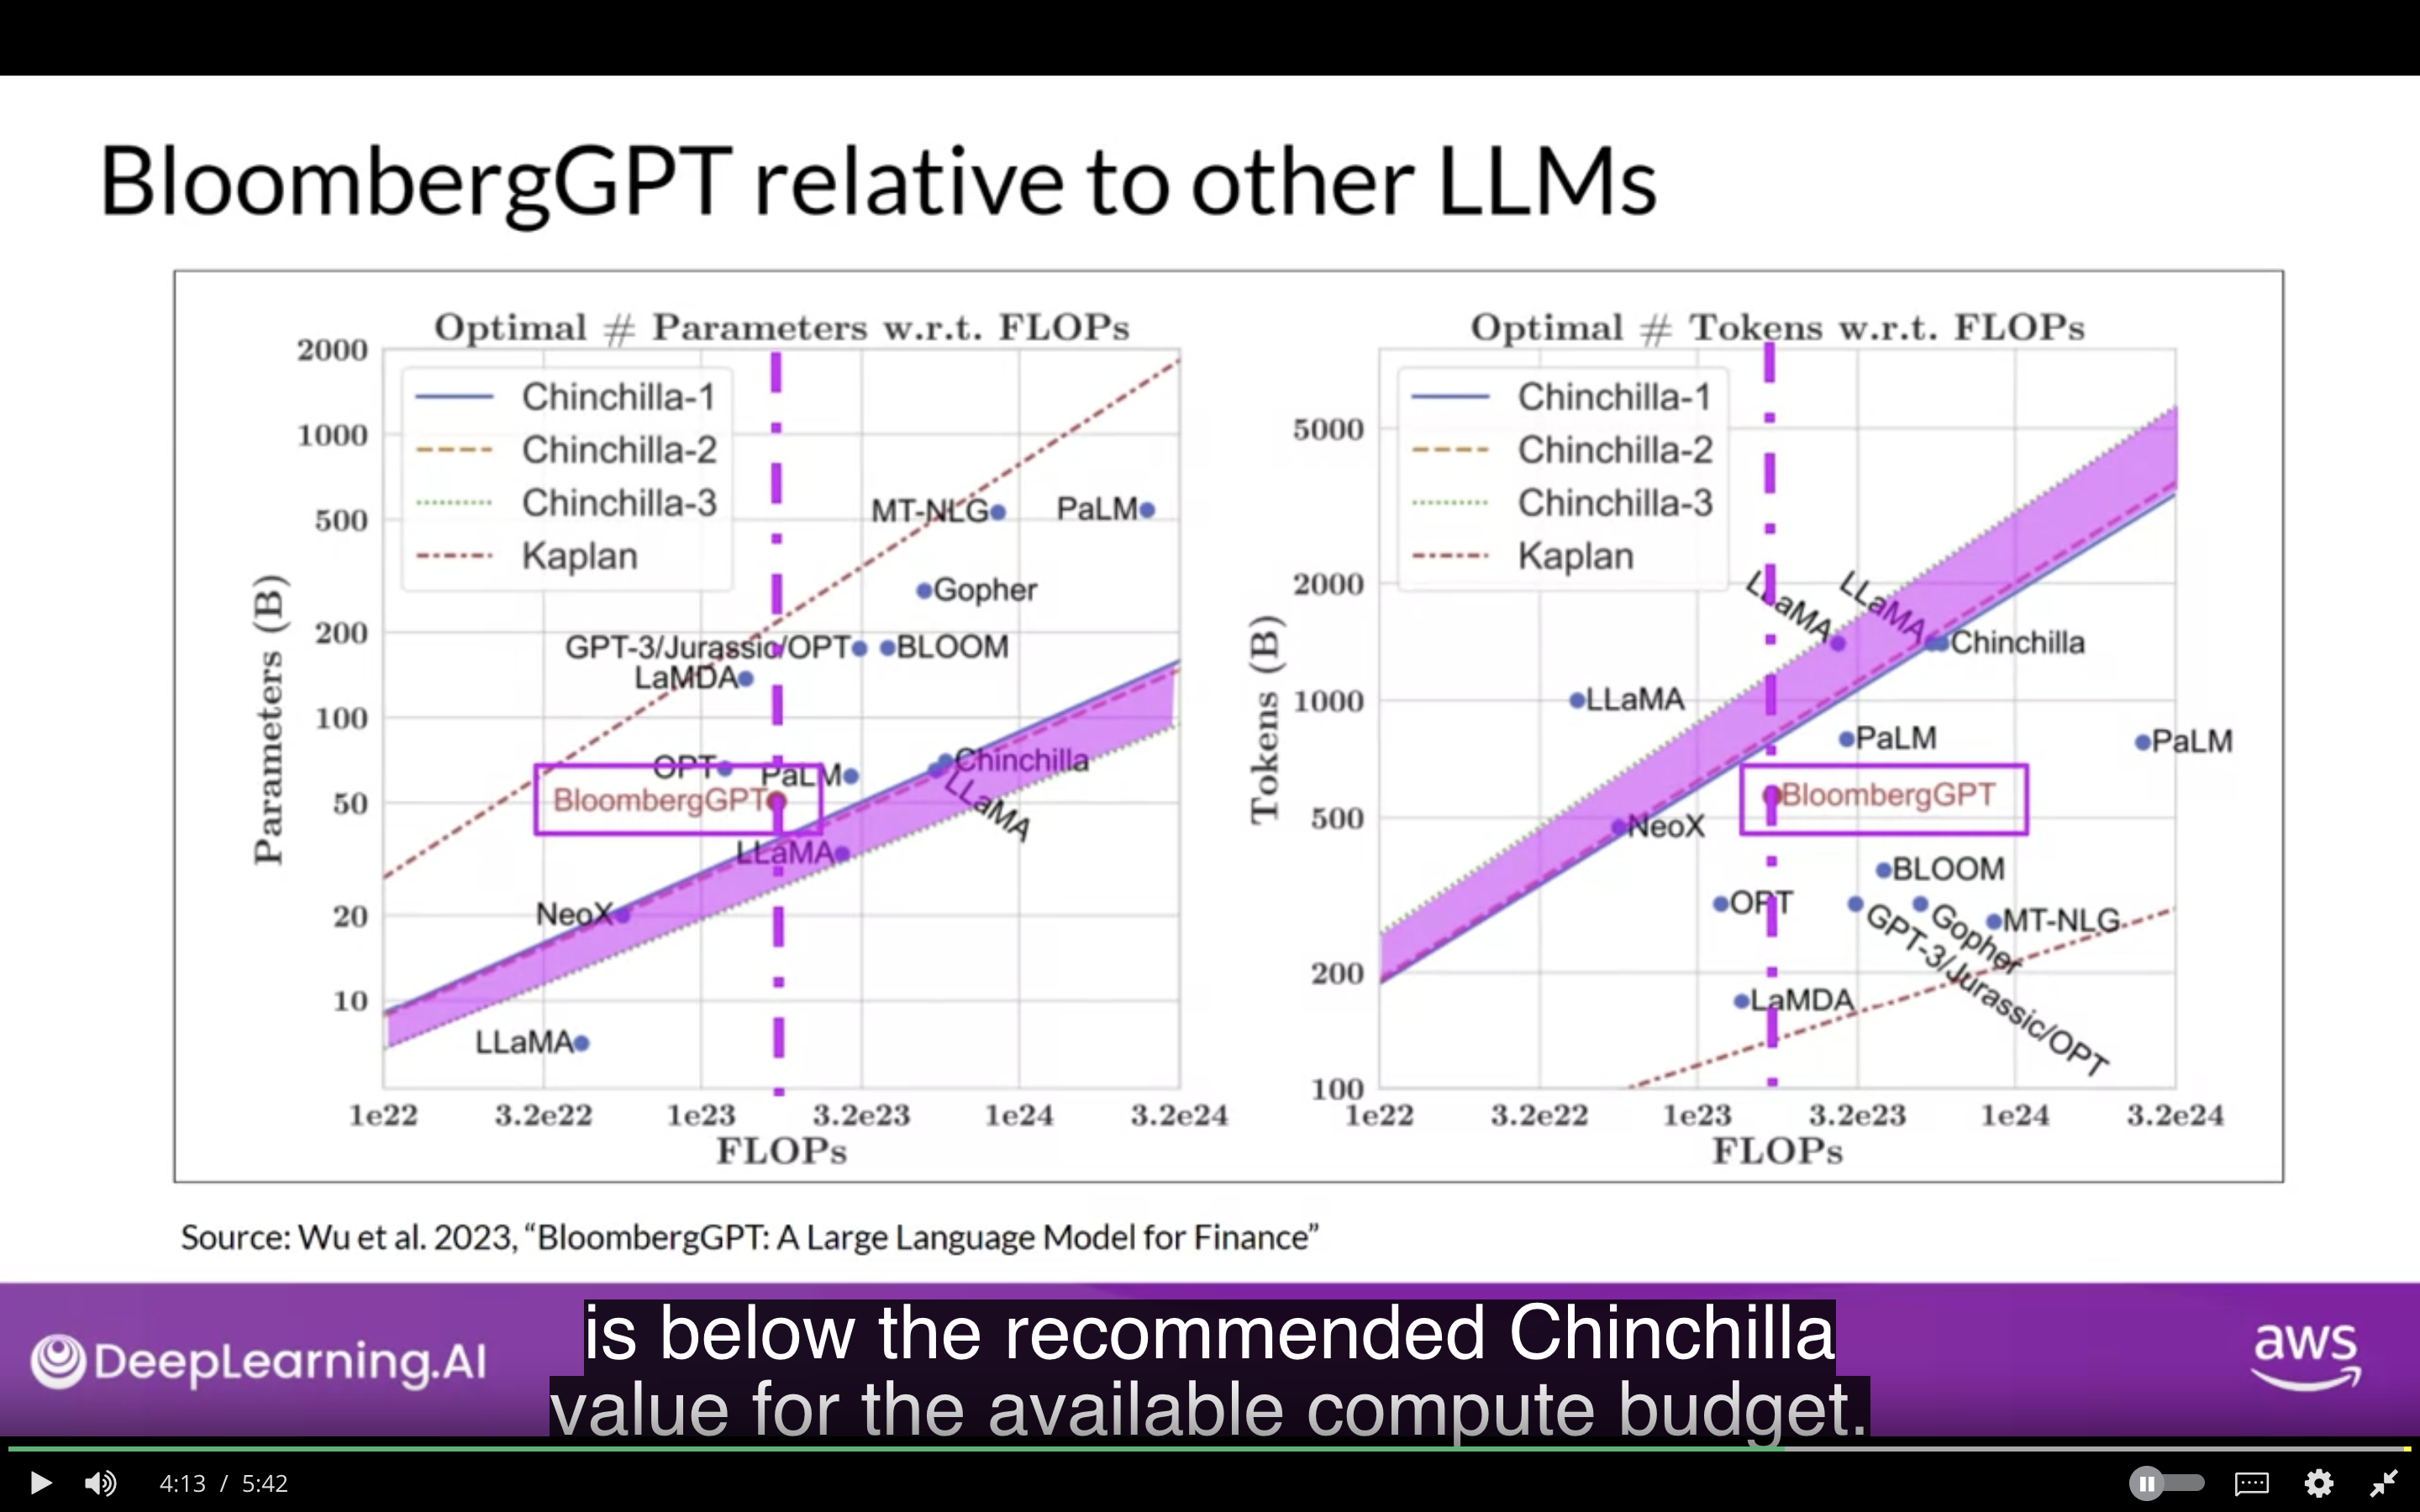 BloombergGPT relative to other LLMs
Optimal # Parameters w.r.t. FLOPs
2000
1000
500
200
100
50
20
10
Parameters (B)
Chinchilla-1
Chinchilla-2
Chinchilla-3
Kaplan
MT-NLG
PaLM
Gopher
GPT-3/Jurassic/OPT
BLOOM
LaMDA
OPT
PaLM
Chinchilla
BloombergGPT
LLaMA
LLaMA
NeoX
LLaMA
1e22
3.2e22
1e23
3.2e23
1e24
3.2e24
FLOPs
Optimal # Tokens w.r.t. FLOPs
5000
2000
1000
500
200
100
Tokens (B)
Chinchilla-1
Chinchilla-2
Chinchilla-3
Kaplan
LLaMA
LLaMA
Chinchilla
LLaMA
PaLM
PaLM
BloombergGPT
NeoX
BLOOM
OPT
GPT-3/Jurassic/OPT
Gopher
MT-NLG
LaMDA
1e22
3.2e22
1e23
3.2e23
1e24
3.2e24
FLOPs
Source: Wu et al. 2023, “BloombergGPT: A Large Language Model for Finance”
DeepLearning.AI
is below the recommended Chinchilla
value for the available compute budget.
aws
4:13 / 5:42